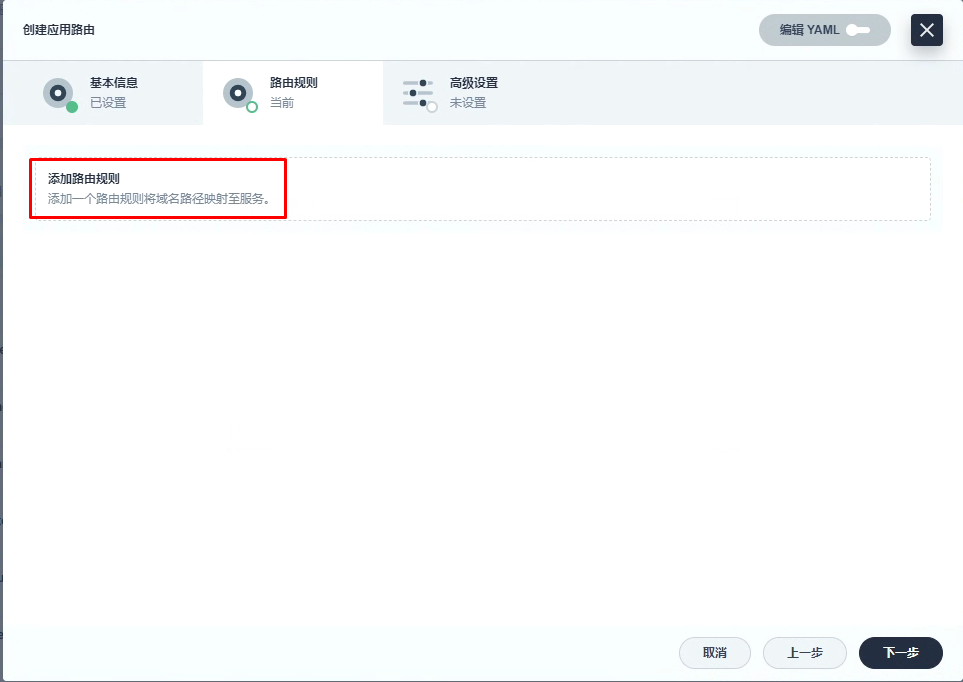 创建应用路由
编辑 YAML
基本信息
已设置
路由规则
当前
高级设置
未设置
添加路由规则
添加一个路由规则将域名路径映射至服务。
取消
上一步
下一步